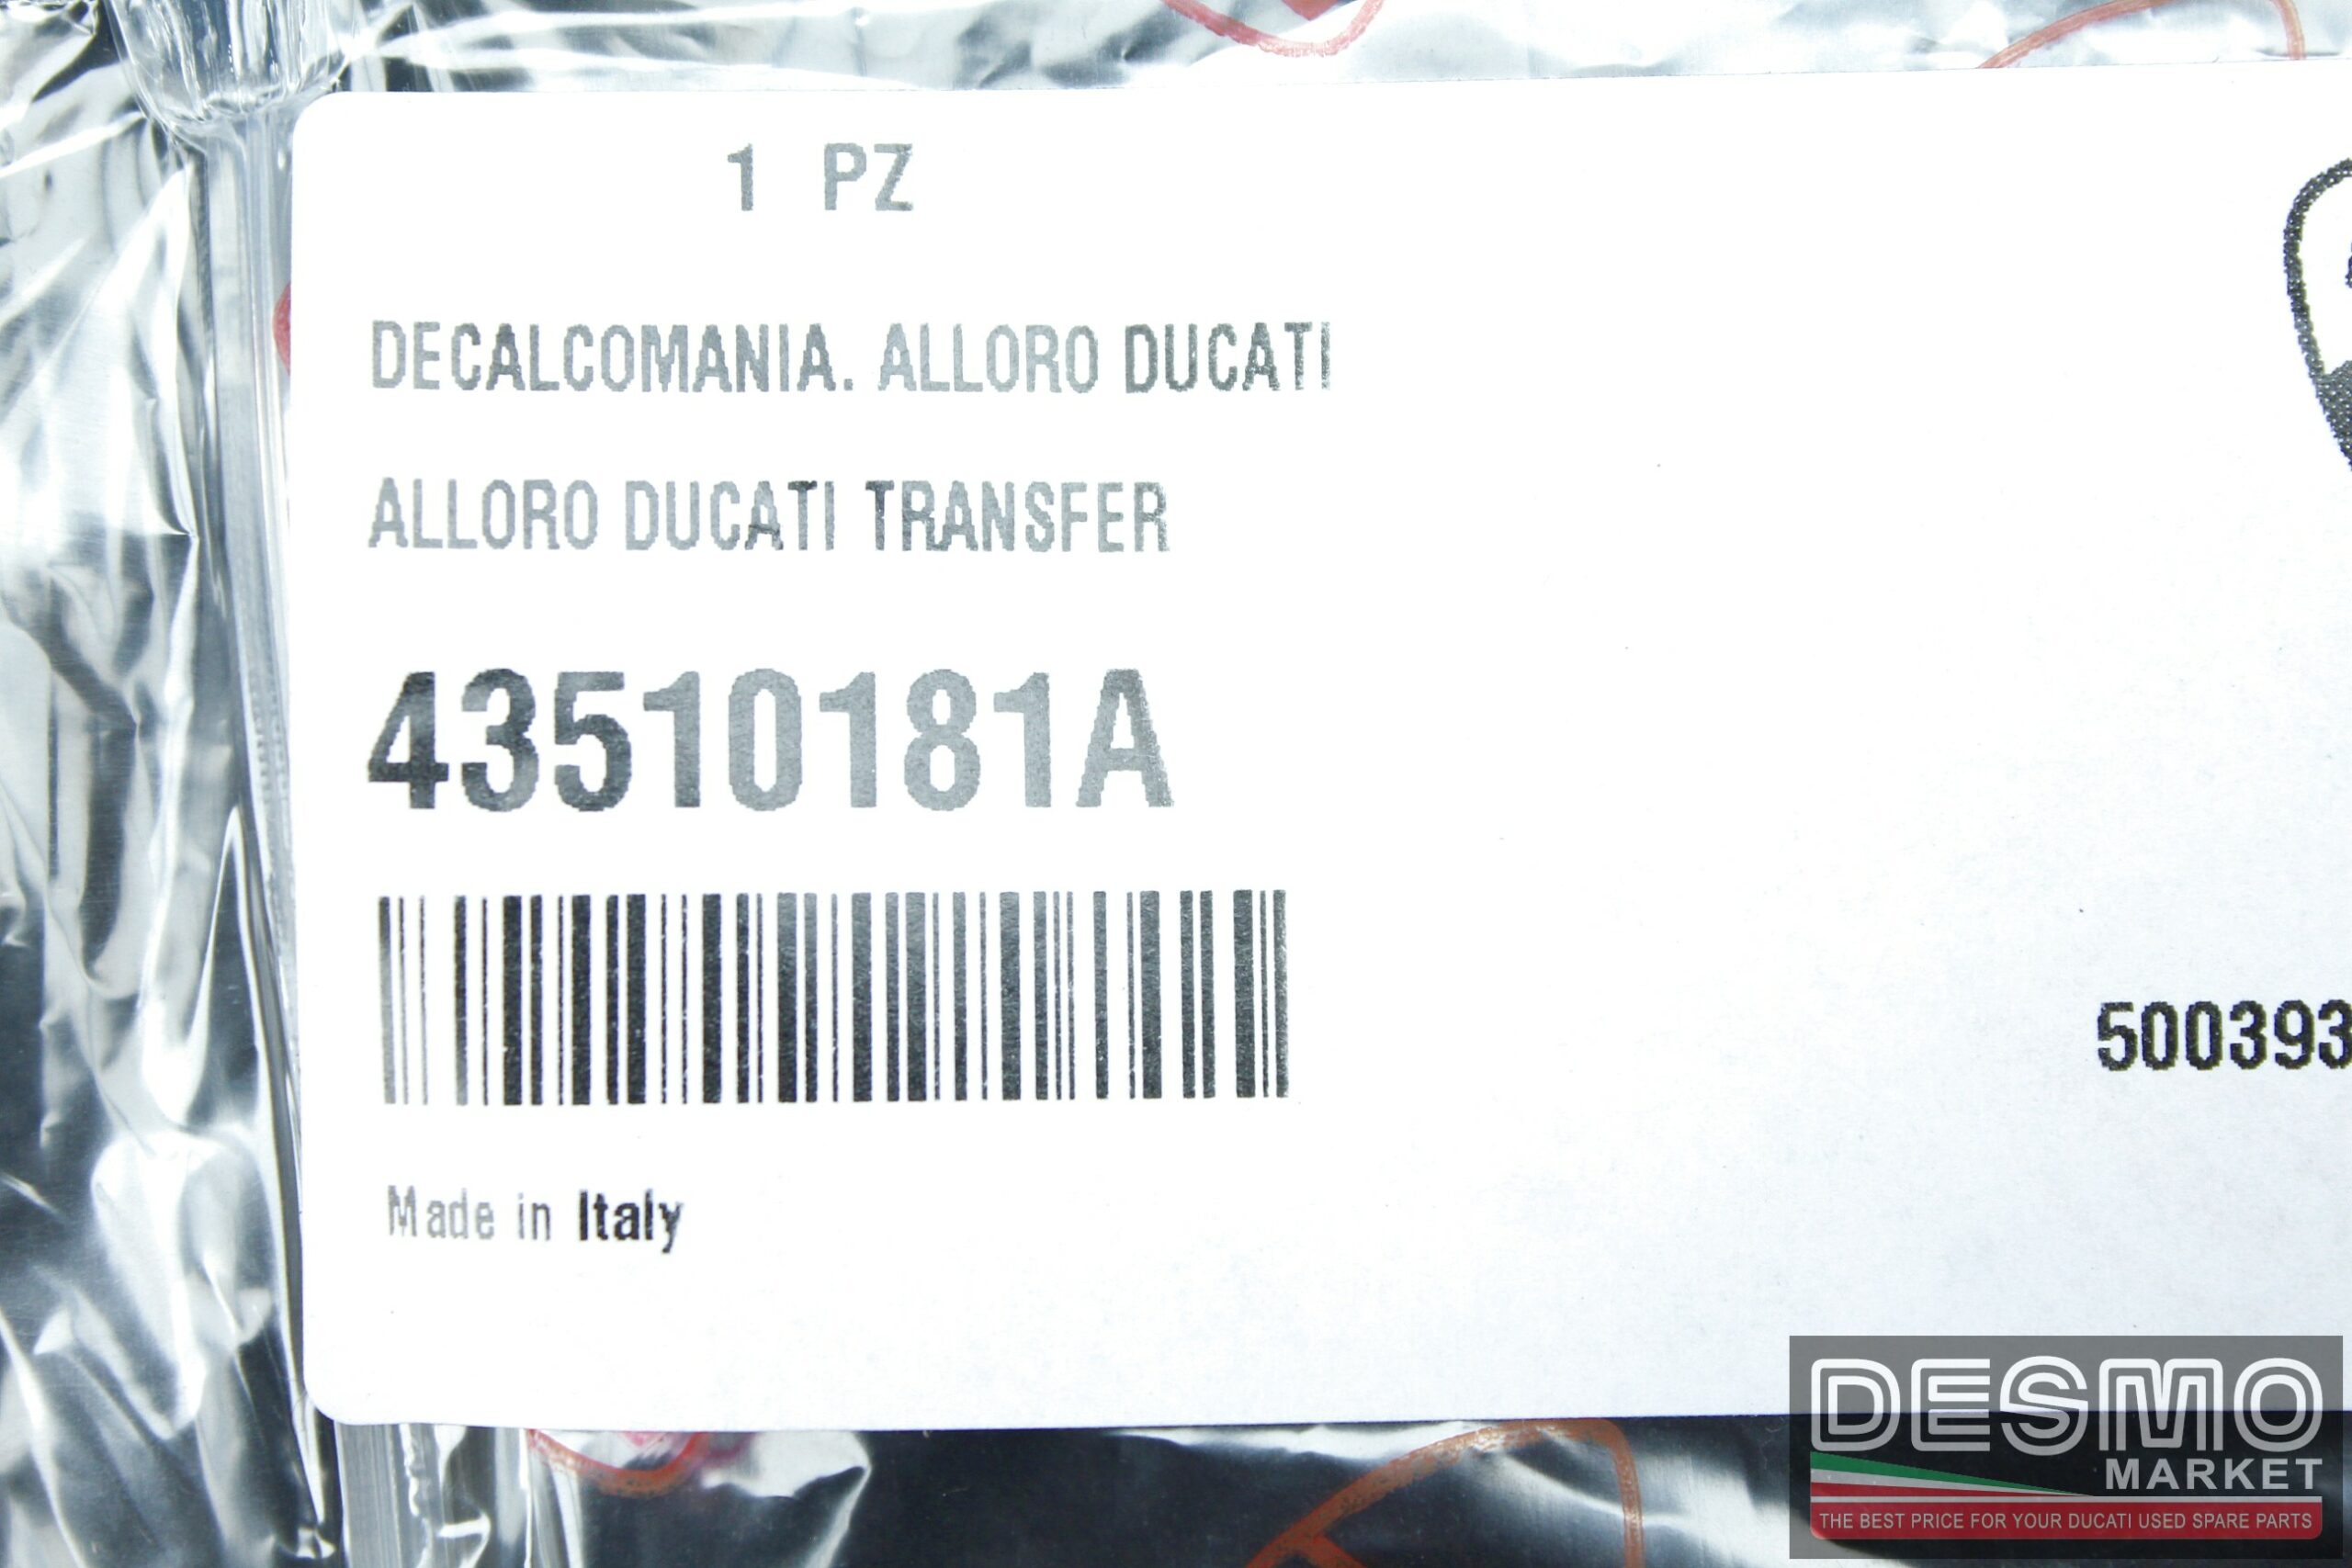 1 PZ
DECALCOMANIA. ALLORO DUCATI
ALLORO DUCATI TRANSFER
43510181A
500393
Made in Italy
DESMO
MARKET
THE BEST PRICE FOR YOUR DUCATI USED SPARE PARTS